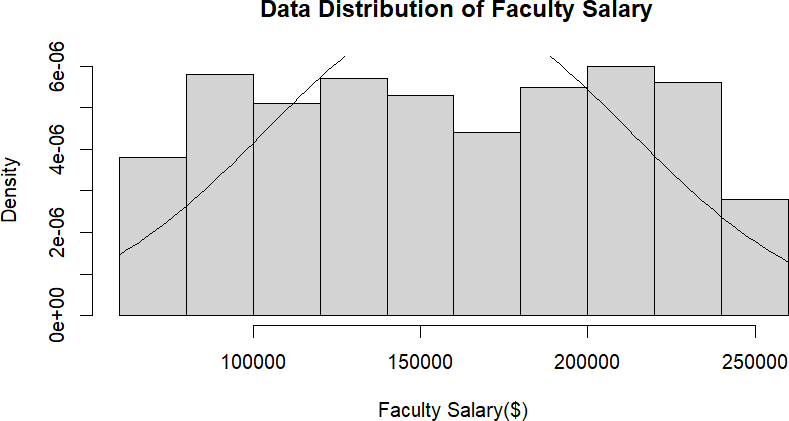 Data Distribution of Faculty Salary
6e-06
4e-06
2e-06
0e+00
Density
100000
150000
200000
250000
Faculty Salary($)